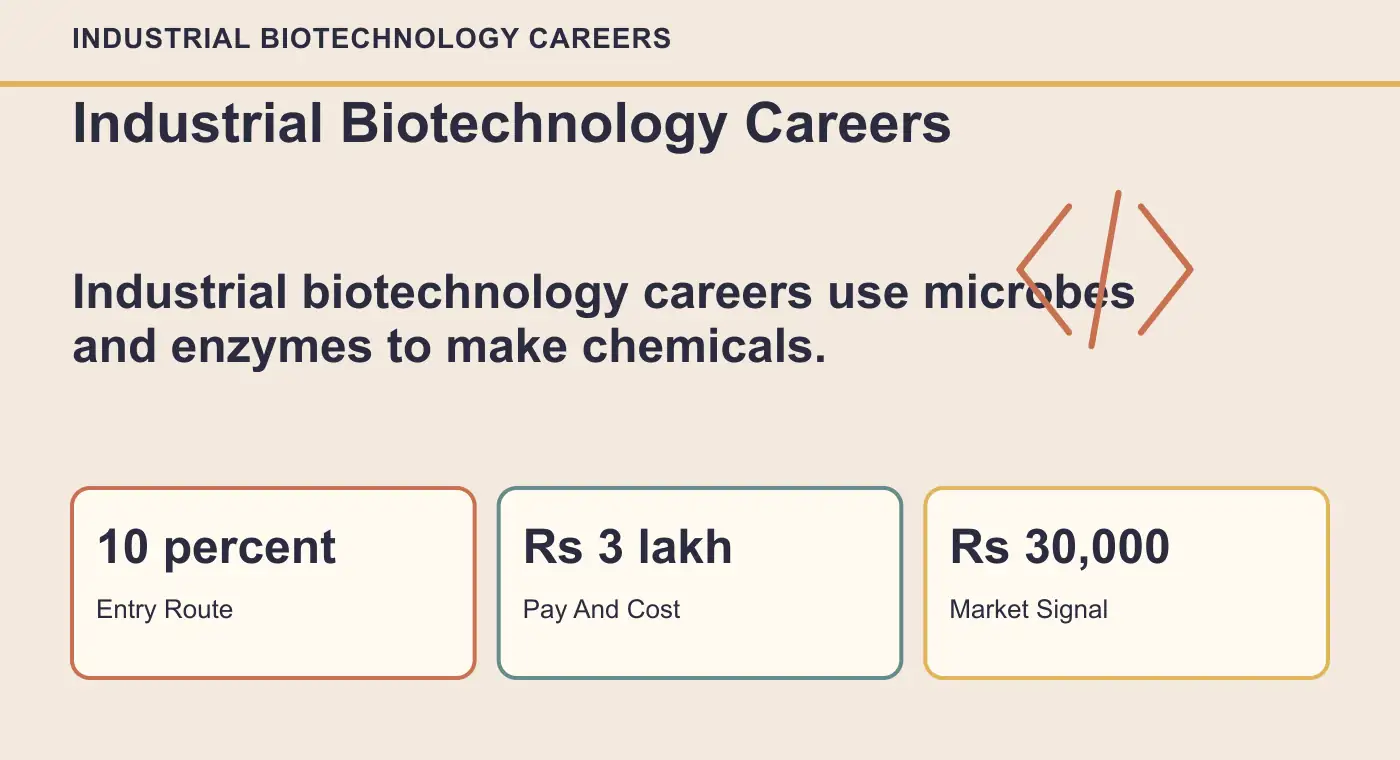 INDUSTRIAL BIOTECHNOLOGY CAREERS
Industrial Biotechnology Careers
Industrial biotechnology careers use microbes
and enzymes to make chemicals.
10 percent
Entry Route
Rs 3 lakh
Pay And Cost
Rs 30,000
Market Signal